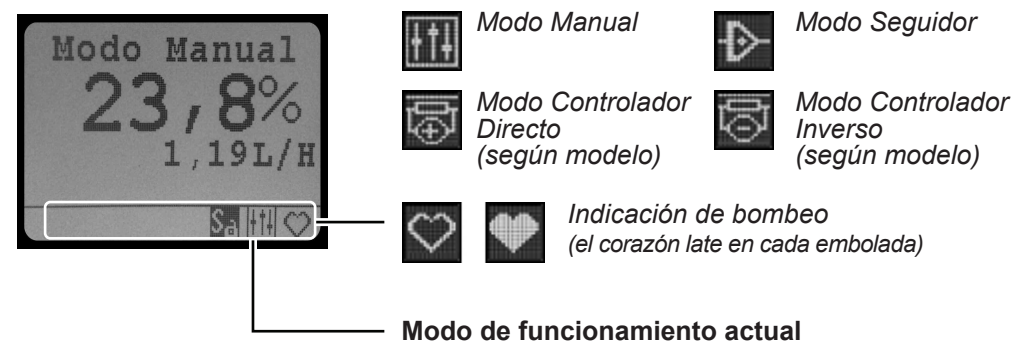 Modo Manual
23,8%
1,19L/H
Sa
Modo Manual
Modo Seguidor
Modo Controlador
Directo
(según modelo)
Modo Controlador
Inverso
(según modelo)
Indicación de bombeo
(el corazón late en cada embolada)
Modo de funcionamiento actual